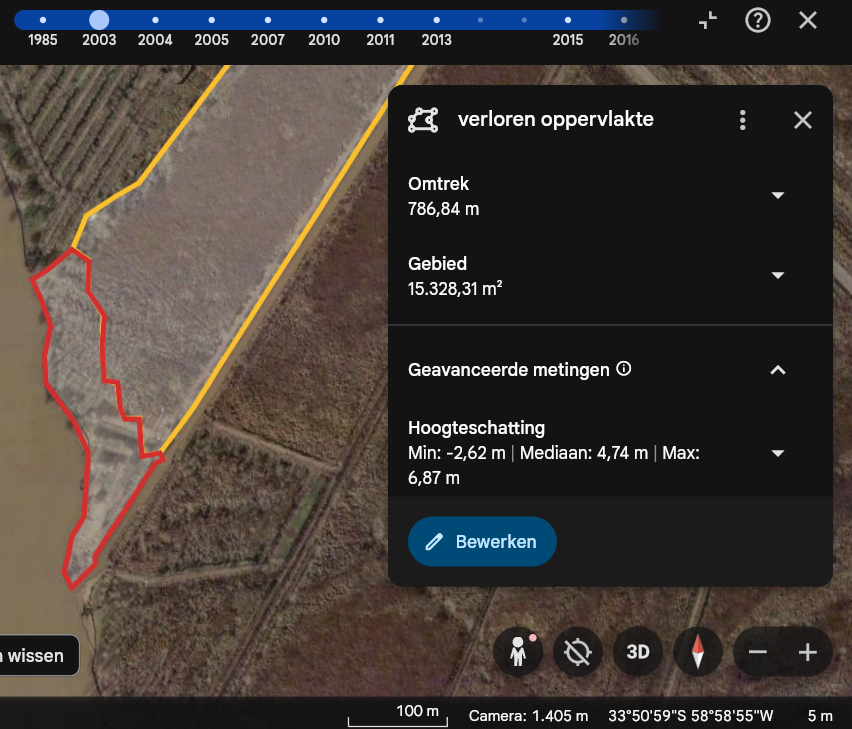 1985 2003 2004 2005 2007 2010 2011 2013 2015 2016
verloren oppervlakte
Omtrek
786,84 m
Gebied
15.328,31 m²
Geavanceerde metingen
Hoogteschatting
Min: -2,62 m | Mediaan: 4,74 m | Max:
6,87 m
Bewerken
wissen
3D
100 m Camera: 1.405 m 33°50'59"S 58°58'55"W 5 m